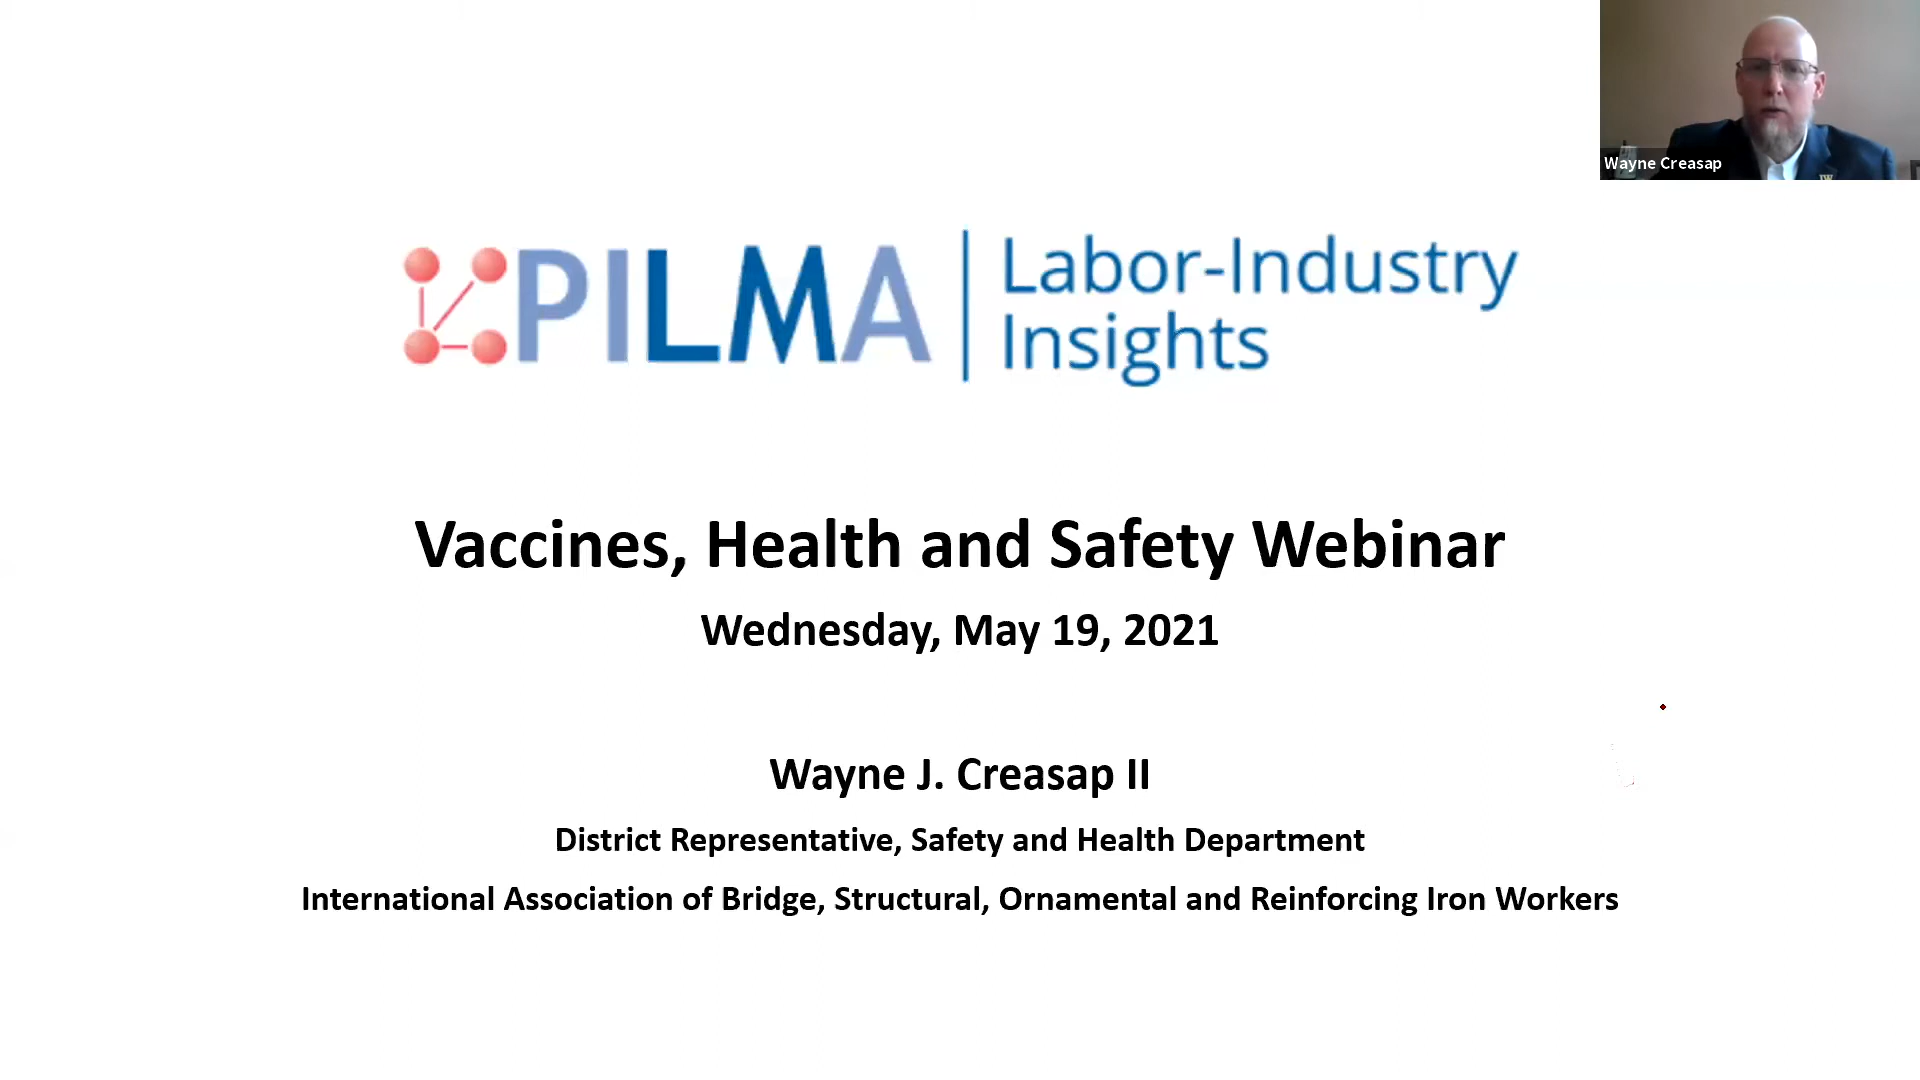 Wayne Creasap
PILMA
Labor-Industry
Insights
Vaccines, Health and Safety Webinar
Wednesday, May 19, 2021
Wayne J. Creasap II
District Representative, Safety and Health Department
International Association of Bridge, Structural, Ornamental and Reinforcing Iron Workers